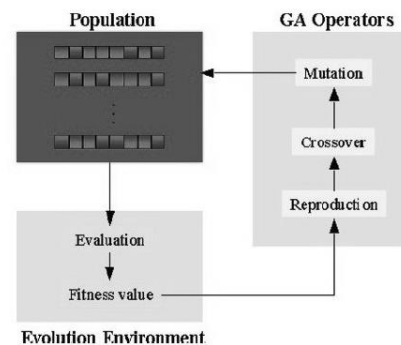 Population
GA Operators
Mutation
Crossover
Reproduction
Evaluation
Fitness value
Evolution Environment